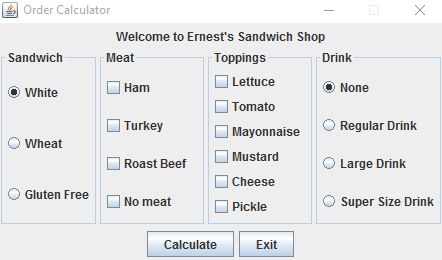 Order Calculator
Welcome to Ernest's Sandwich Shop
Sandwich
White
Wheat
Gluten Free
Meat
Ham
Turkey
Roast Beef
No meat
Toppings
Lettuce
Tomato
Mayonnaise
Mustard
Cheese
Pickle
Drink
None
Regular Drink
Large Drink
Super Size Drink
Calculate
Exit